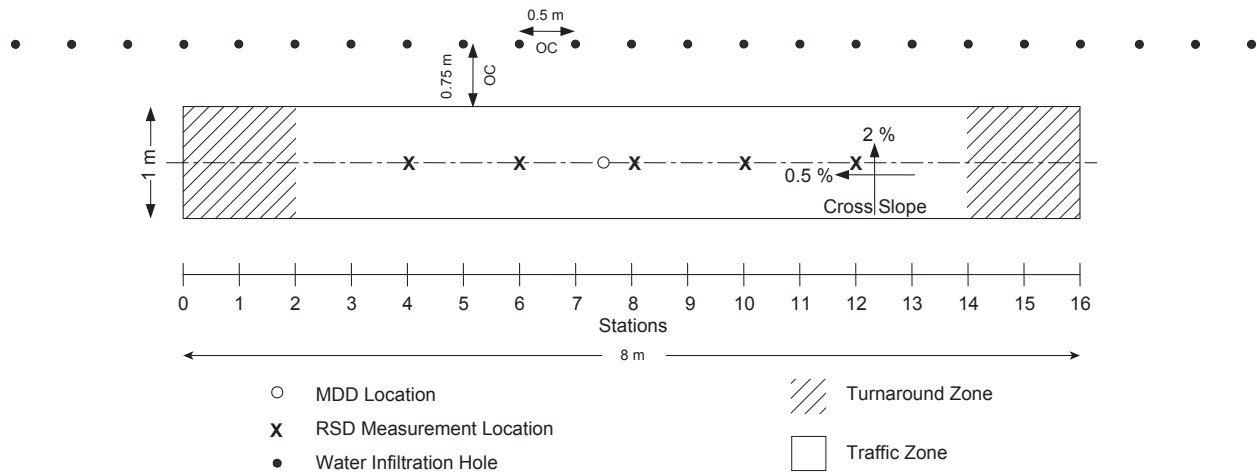 0.5 m
OC
0.75 m
OC
1 m
2 %
0.5 %
Cross Slope
X X X X X
0 1 2 3 4 5 6 7 8 9 10 11 12 13 14 15 16
Stations
8 m
MDD Location
X RSD Measurement Location
Water Infiltration Hole
Turnaround Zone
Traffic Zone